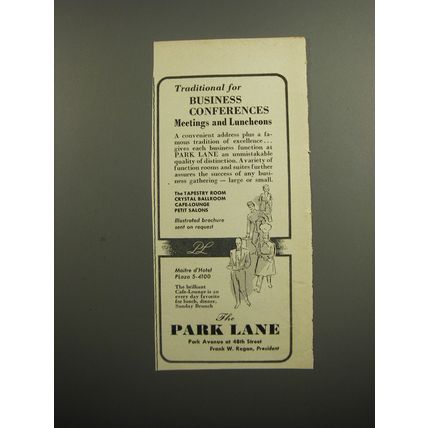 Traditional for
BUSINESS
CONFERENCES
Meetings and Luncheons
A convenient address plus a fa-
mous tradition of excellence...
gives each business function at
PARK LANE an unmistakable
quality of distinction. A variety of
function rooms and suites further
assures the success of any busi-
ness gathering — large or small.
The TAPESTRY ROOM
CRYSTAL BALLROOM
CAFE-LOUNGE
PETIT SALONS
Illustrated brochure
sent on request
PL
Maitre d'Hotel
PLaza 5-4100
The brilliant
Cafe-Lounge is an
every day favorite
for lunch, dinner,
Sunday Brunch
The
PARK LANE
Park Avenue at 48th Street
Frank W. Regan, President